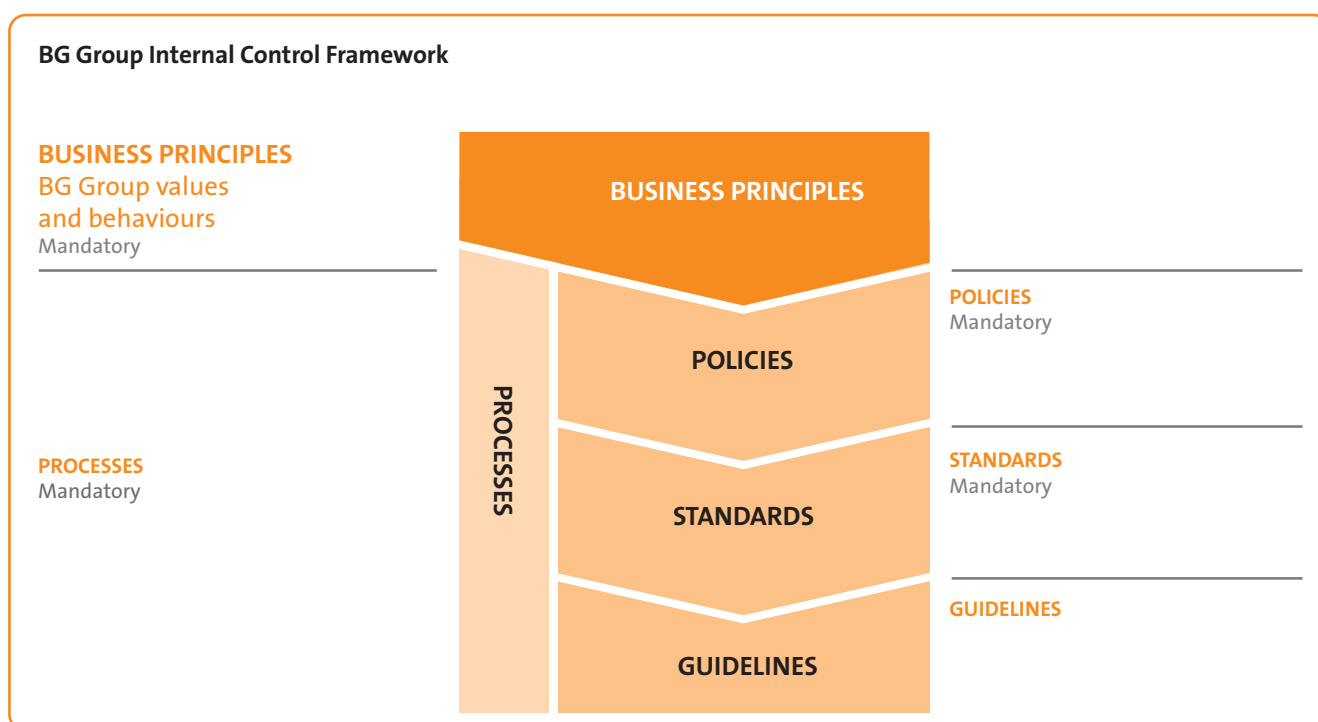 BG Group Internal Control Framework
BUSINESS PRINCIPLES
BG Group values
and behaviours
Mandatory
BUSINESS PRINCIPLES
POLICIES
Mandatory
POLICIES
PROCESSES
PROCESSES
Mandatory
STANDARDS
Mandatory
STANDARDS
GUIDELINES
GUIDELINES